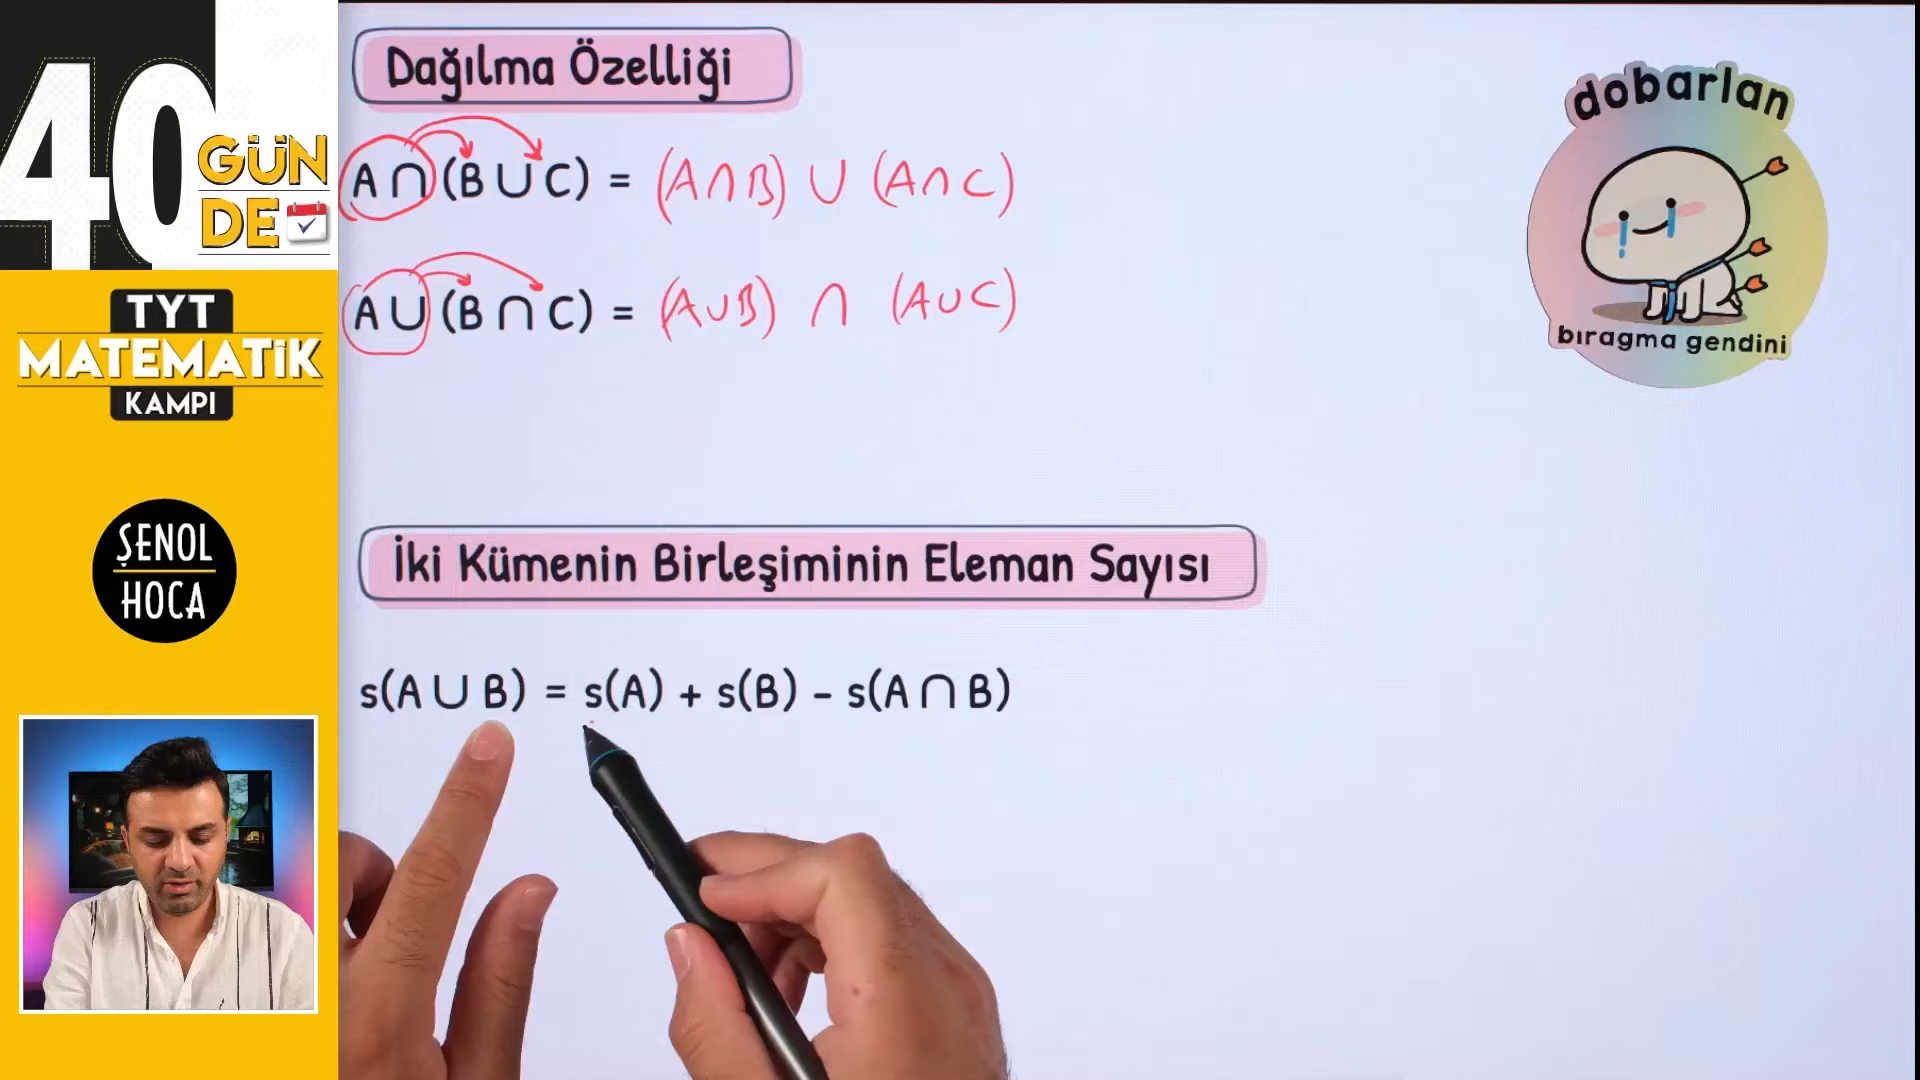 40
GÜN
DE
TYT
MATEMATİK
KAMPI
ŞENOL
HOCA
Dağılma Özelliği
A∩(B∪C) = (A∩B) ∪ (A∩C)
A∪(B∩C) = (A∪B) ∩ (A∪C)
dobarlan
bıragma gendini
İki Kümenin Birleşiminin Eleman Sayısı
s(A∪B) = s(A) + s(B) - s(A∩B)